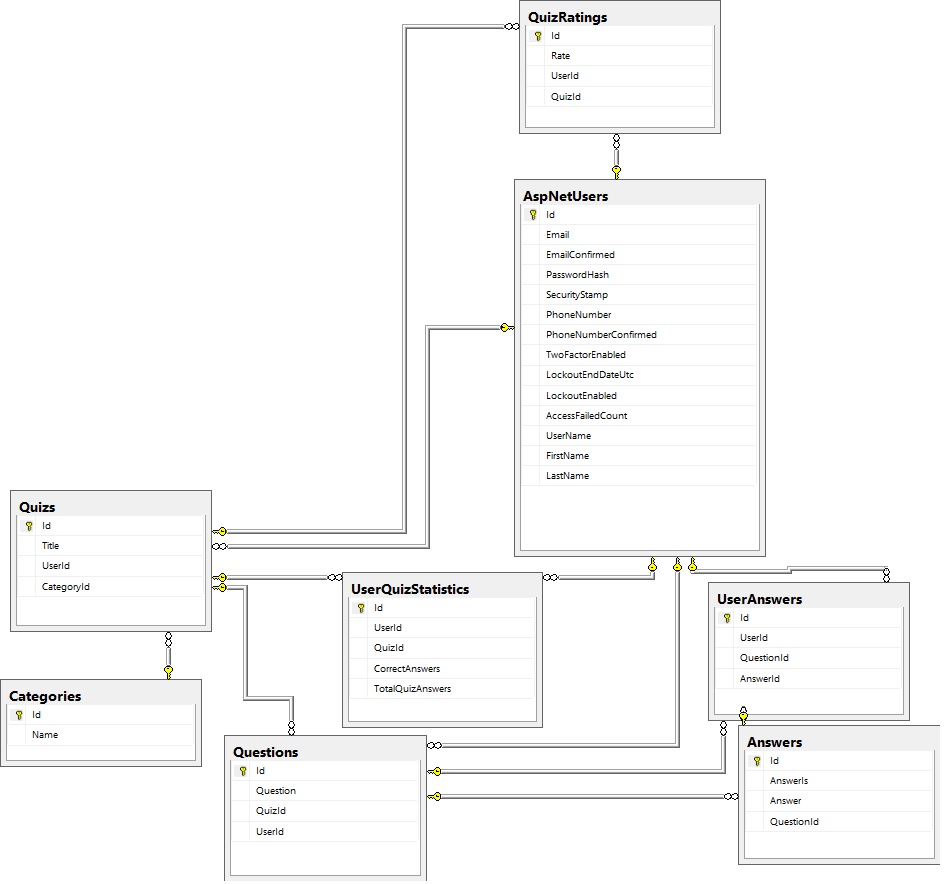 QuizRatings
Id
Rate
UserId
QuizId
AspNetUsers
Id
Email
EmailConfirmed
PasswordHash
SecurityStamp
PhoneNumber
PhoneNumberConfirmed
TwoFactorEnabled
LockoutEndDateUtc
LockoutEnabled
AccessFailedCount
UserName
FirstName
LastName
Quizs
Id
Title
UserId
CategoryId
UserQuizStatistics
Id
UserId
QuizId
CorrectAnswers
TotalQuizAnswers
UserAnswers
Id
UserId
QuestionId
AnswerId
Categories
Id
Name
Questions
Id
Question
QuizId
UserId
Answers
Id
AnswerIs
Answer
QuestionId